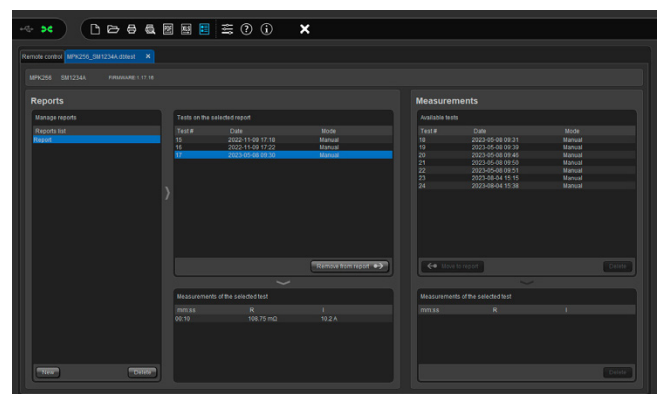 PDF XLS
Remote control MPK256_SM1234A.dbtest X
MPK256 SM1234A FIRMWARE:1.17.16
Reports
Measurements
Manage reports
Reports list
Report
New Delete
Tests on the selected report
Test # Date Mode
15 2022-11-09 17:18 Manual
16 2022-11-09 17:22 Manual
17 2023-05-08 09:30 Manual
Remove from report
Measurements of the selected test
mm:ss R I
00:10 108.75 mΩ 10.2 A
Available tests
Test # Date Mode
18 2023-05-08 09:31 Manual
19 2023-05-08 09:39 Manual
20 2023-05-08 09:46 Manual
21 2023-05-08 09:50 Manual
22 2023-05-08 09:51 Manual
23 2023-08-04 15:15 Manual
24 2023-08-04 15:38 Manual
Move to report Delete
Measurements of the selected test
mm:ss R I
Delete